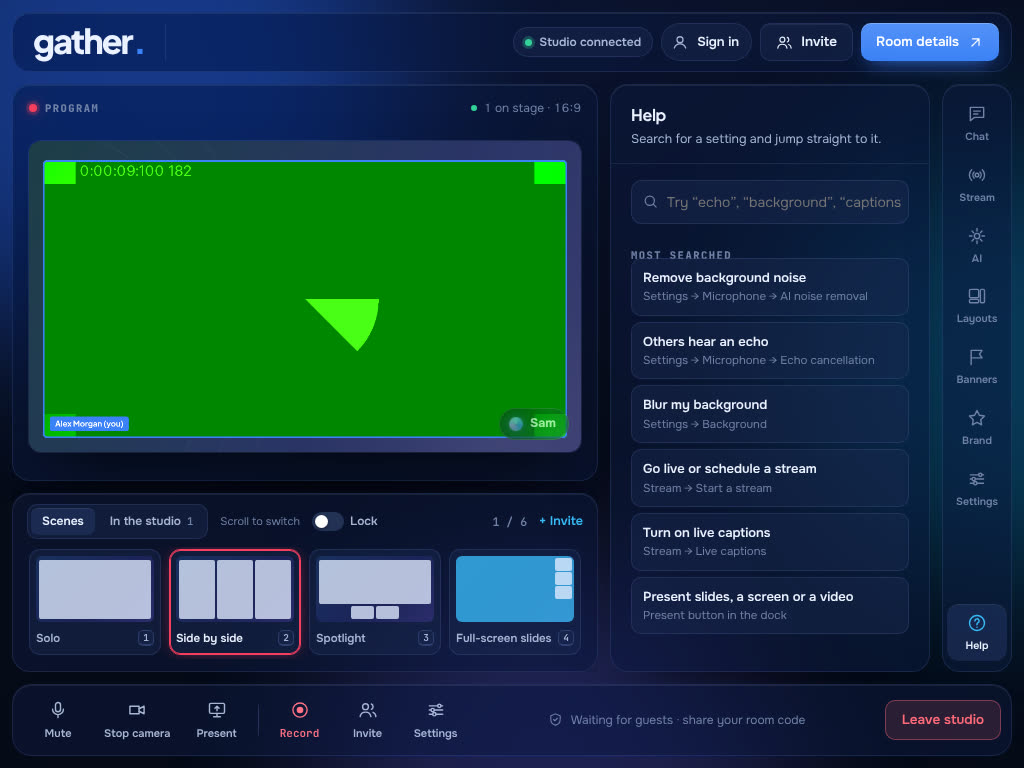 gather.
Studio connected
Sign in
Invite
Room details
PROGRAM
1 on stage · 16:9
0:00:09:100 182
Alex Morgan (you)
Sam
Scenes
In the studio 1
Scroll to switch
Lock
1 / 6
+ Invite
Solo
1
Side by side
2
Spotlight
3
Full-screen slides
4
Help
Search for a setting and jump straight to it.
Try “echo”, “background”, “captions
MOST SEARCHED
Remove background noise
Settings → Microphone → AI noise removal
Others hear an echo
Settings → Microphone → Echo cancellation
Blur my background
Settings → Background
Go live or schedule a stream
Stream → Start a stream
Turn on live captions
Stream → Live captions
Present slides, a screen or a video
Present button in the dock
Chat
Stream
AI
Layouts
Banners
Brand
Settings
Help
Mute
Stop camera
Present
Record
Invite
Settings
Waiting for guests · share your room code
Leave studio